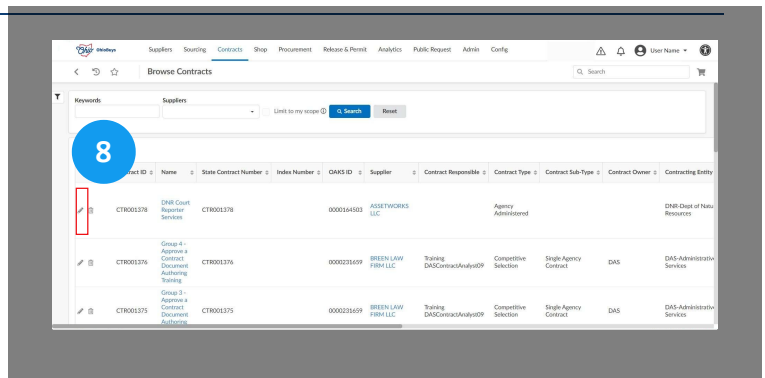 Ohio OhioBuys Suppliers Sourcing Contracts Shop Procurement Release & Permit Analytics Public Request Admin Config User Name
Browse Contracts Search
Keywords Suppliers
Limit to my scope Search Reset
8
ract ID Name State Contract Number Index Number OAKS ID Supplier Contract Responsible Contract Type Contract Sub-Type Contract Owner Contracting Entity
CTR001378 DNR Court Reporter Services CTR001378 0000164503 ASSETWORKS LLC Agency Administered DNR-Dept of Natu Resources
CTR001376 Group 4 - Approve a Contract Document Authoring Training CTR001376 0000231659 BREEN LAW FIRM LLC Training DASContractAnalyst09 Competitive Selection Single Agency Contract DAS DAS-Administrative Services
CTR001375 Group 3 - Approve a Contract Document Authoring CTR001375 0000231659 BREEN LAW FIRM LLC Training DASContractAnalyst09 Competitive Selection Single Agency Contract DAS DAS-Administrative Services